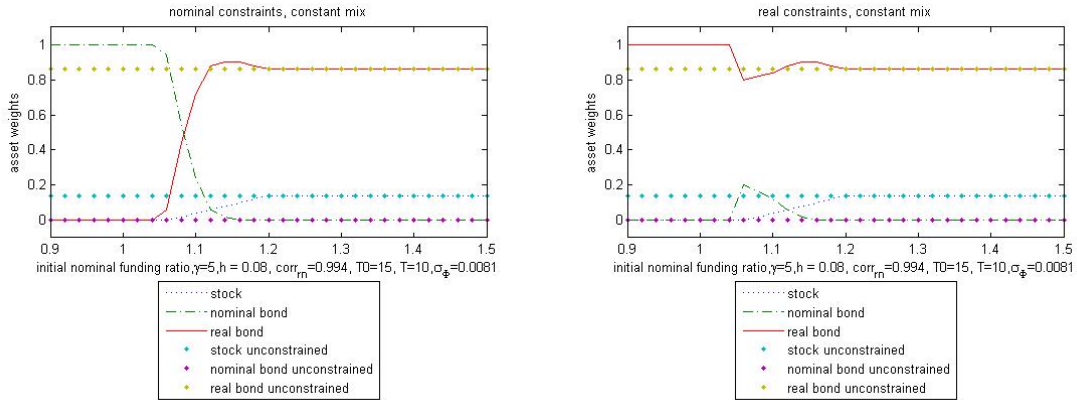 nominal constraints, constant mix
asset weights
1
0.8
0.6
0.4
0.2
0
0.9 1 1.1 1.2 1.3 1.4 1.5
initial nominal funding ratio,γ=5,h = 0.08, corr_rn=0.994, T0=15, T=10,σ_Φ=0.0081
stock
nominal bond
real bond
stock unconstrained
nominal bond unconstrained
real bond unconstrained
real constraints, constant mix
asset weights
1
0.8
0.6
0.4
0.2
0
0.9 1 1.1 1.2 1.3 1.4 1.5
initial nominal funding ratio,γ=5,h = 0.08, corr_rn=0.994, T0=15, T=10,σ_Φ=0.0081
stock
nominal bond
real bond
stock unconstrained
nominal bond unconstrained
real bond unconstrained